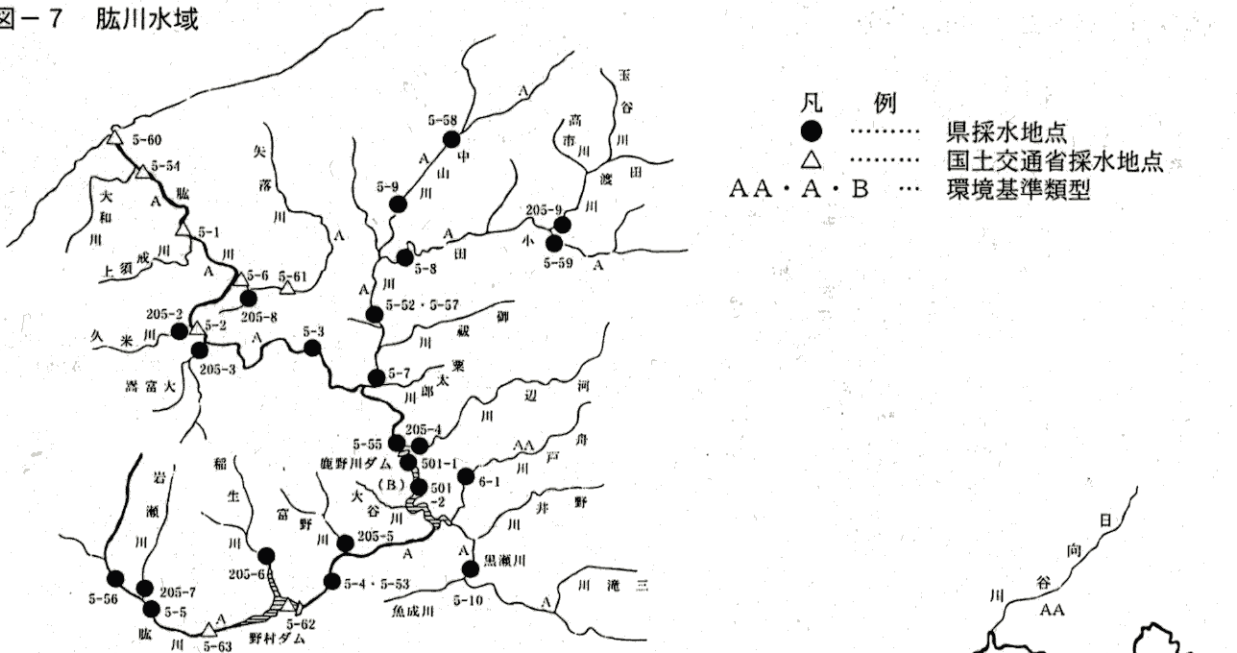 図－7 肱川水域
凡 例
● ……… 県採水地点
△ ……… 国土交通省採水地点
AA・A・B … 環境基準類型
5-60
5-54
大和川
A
肱
5-1
上須戒川
A
川
5-6
5-61
矢落川
A
205-8
205-2
5-2
久米川
205-3
嵩富大
A
5-3
5-58
A
A
中山川
5-9
高市川
玉谷川
渡川
田
205-9
小
田
A
5-59
A
5-8
A
川
5-52・5-57
御祓川
5-7
粟太郎川
5-55
205-4
河辺川
鹿野川ダム
501-1
(B)
501
-2
AA
舟戸川
6-1
大谷川
野井川
A
黒瀬川
5-10
魚成川
A
三滝川
岩瀬川
稲生川
富野川
205-5
A
205-6
5-4・5-53
5-56
205-7
5-5
肱川
A
5-63
野村ダム
5-62
日向谷川
AA